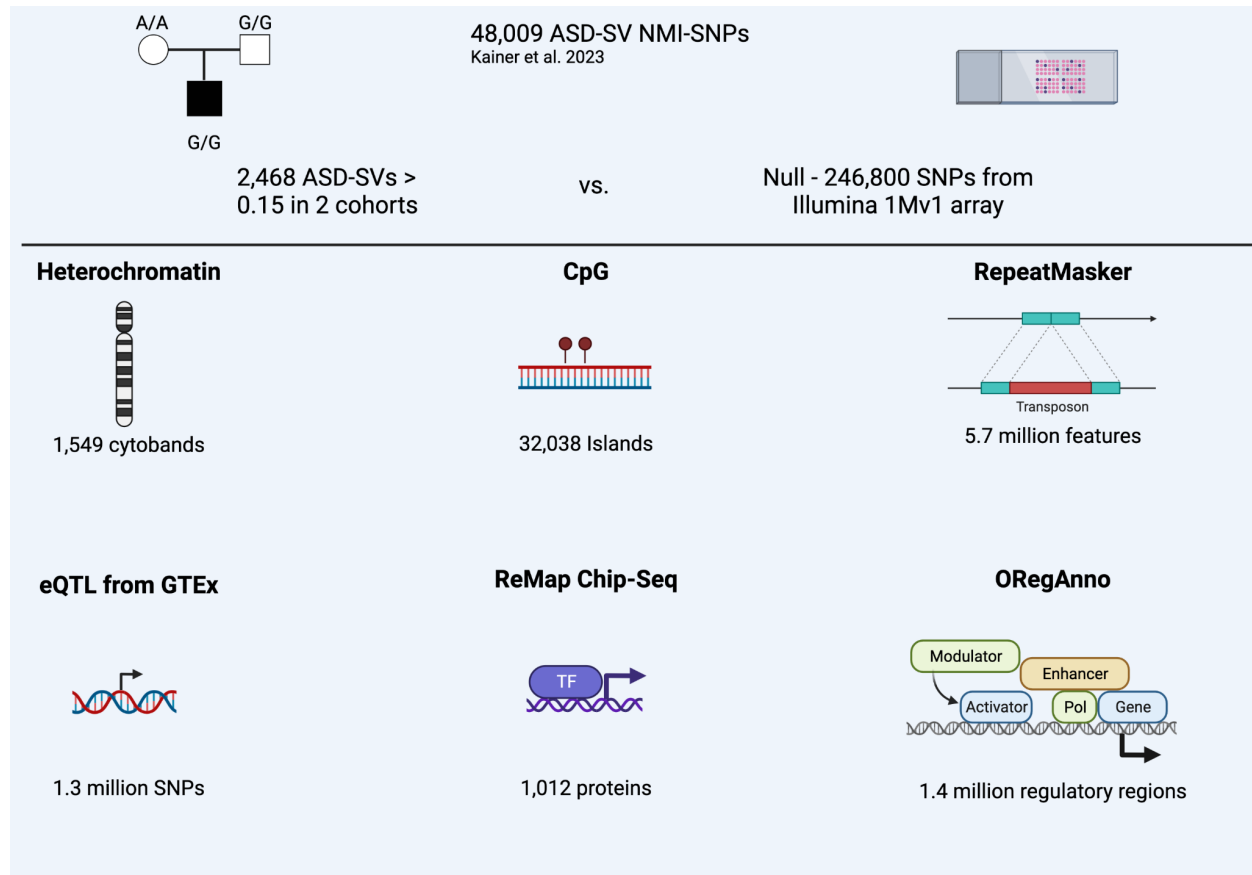 A/A
G/G
48,009 ASD-SV NMI-SNPs
Kainer et al. 2023
G/G
2,468 ASD-SVs >
0.15 in 2 cohorts
vs.
Null - 246,800 SNPs from
Illumina 1Mv1 array
Heterochromatin
CpG
RepeatMasker
Transposon
1,549 cytobands
32,038 Islands
5.7 million features
eQTL from GTEx
ReMap Chip-Seq
ORegAnno
TF
Modulator
Enhancer
Activator
Pol
Gene
1.3 million SNPs
1,012 proteins
1.4 million regulatory regions